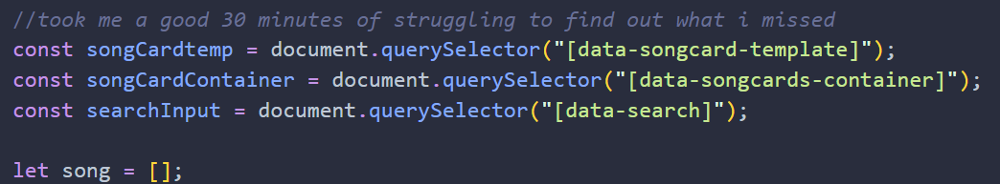 //took me a good 30 minutes of struggling to find out what i missed
const songCardtemp = document.querySelector("[data-songcard-template]");
const songCardContainer = document.querySelector("[data-songcards-container]");
const searchInput = document.querySelector("[data-search]");
let song = [];